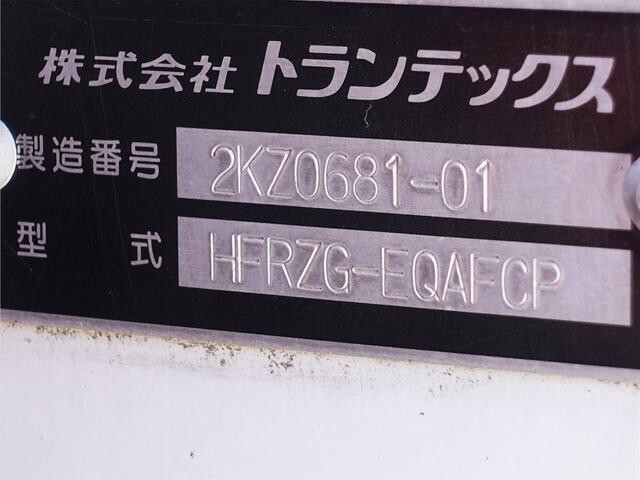 株式会社 トランテックス
製造番号 2KZ0681-01
型 式 HFRZG-EQAFCP